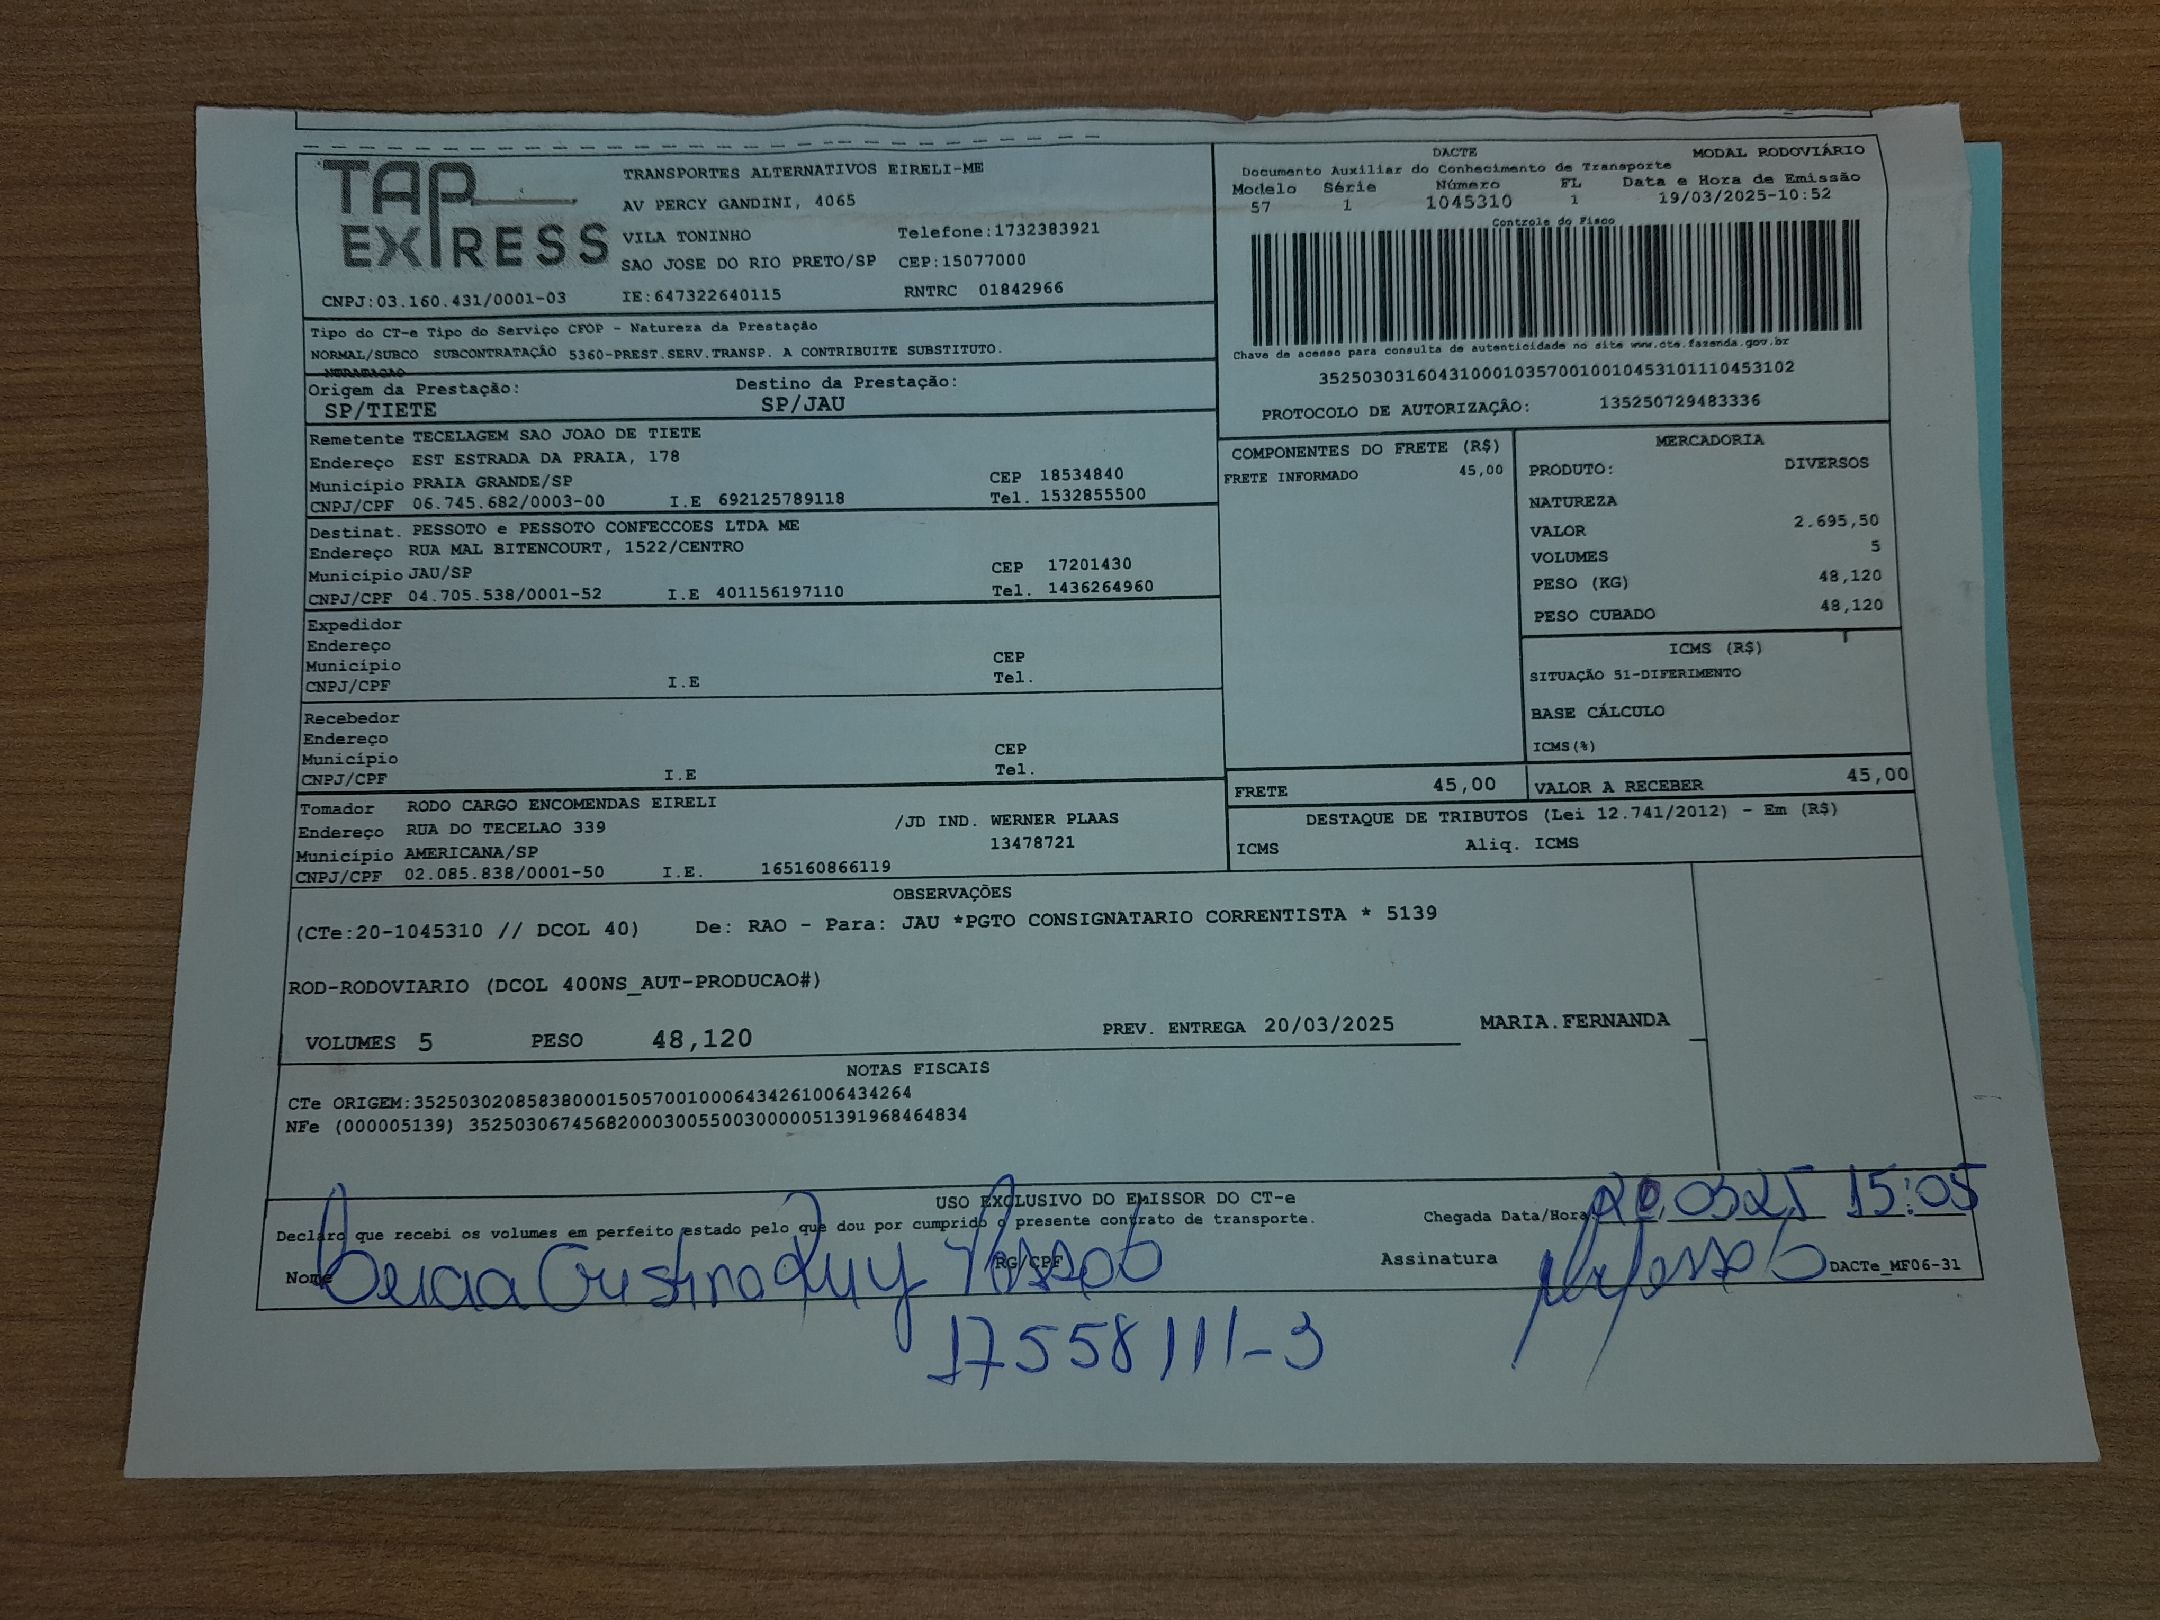 TAP EXPRESS
TRANSPORTES ALTERNATIVOS EIRELI-ME
AV PERCY GANDINI, 4065
VILA TONINHO Telefone:1732383921
SAO JOSE DO RIO PRETO/SP CEP:15077000
CNPJ:03.160.431/0001-03 IE:647322640115 RNTRC 01842966
DACTE MODAL RODOVIÁRIO
Documento Auxiliar do Conhecimento de Transporte
Modelo Série Número FL Data e Hora de Emissão
57 1 1045310 1 19/03/2025-10:52
Controle do Fisco
Chave de acesso para consulta de autenticidade no site www.cte.fazenda.gov.br
35250303160431000103570010010453101110453102
PROTOCOLO DE AUTORIZAÇÃO: 135250729483336
Tipo do CT-e Tipo do Serviço CFOP - Natureza da Prestação
NORMAL/SUBCO SUBCONTRATAÇÃO 5360-PREST.SERV.TRANSP. A CONTRIBUITE SUBSTITUTO.
Origem da Prestação: Destino da Prestação:
SP/TIETE SP/JAU
Remetente TECELAGEM SAO JOAO DE TIETE
Endereço EST ESTRADA DA PRAIA, 178
Município PRAIA GRANDE/SP CEP 18534840
CNPJ/CPF 06.745.682/0003-00 I.E 692125789118 Tel. 1532855500
Destinat. PESSOTO e PESSOTO CONFECCOES LTDA ME
Endereço RUA MAL BITENCOURT, 1522/CENTRO
Município JAU/SP CEP 17201430
CNPJ/CPF 04.705.538/0001-52 I.E 401156197110 Tel. 1436264960
Expedidor
Endereço
Município CEP
CNPJ/CPF I.E Tel.
Recebedor
Endereço
Município CEP
CNPJ/CPF I.E Tel.
Tomador RODO CARGO ENCOMENDAS EIRELI
Endereço RUA DO TECELAO 339 /JD IND. WERNER PLAAS
Município AMERICANA/SP 13478721
CNPJ/CPF 02.085.838/0001-50 I.E. 165160866119
COMPONENTES DO FRETE (R$)
FRETE INFORMADO 45,00
MERCADORIA
PRODUTO: DIVERSOS
NATUREZA
VALOR 2.695,50
VOLUMES 5
PESO (KG) 48,120
PESO CUBADO 48,120
ICMS (R$)
SITUAÇÃO 51-DIFERIMENTO
BASE CÁLCULO
ICMS(%)
FRETE 45,00 VALOR A RECEBER 45,00
DESTAQUE DE TRIBUTOS (Lei 12.741/2012) - Em (R$)
ICMS Aliq. ICMS
OBSERVAÇÕES
(CTe:20-1045310 // DCOL 40) De: RAO - Para: JAU *PGTO CONSIGNATARIO CORRENTISTA * 5139
ROD-RODOVIARIO (DCOL 400NS_AUT-PRODUCAO#)
VOLUMES 5 PESO 48,120 PREV. ENTREGA 20/03/2025 MARIA.FERNANDA
NOTAS FISCAIS
CTe ORIGEM:35250302085838000150570010006434261006434264
NFe (000005139) 35250306745682000300550030000051391968464834
USO EXCLUSIVO DO EMISSOR DO CT-e
Declaro que recebi os volumes em perfeito estado pelo que dou por cumprido o presente contrato de transporte. Chegada Data/Hora: 20,03,25 15:05
Nome Cristina RG/CPF Assinatura DACTe_MF06-31
17558111-3